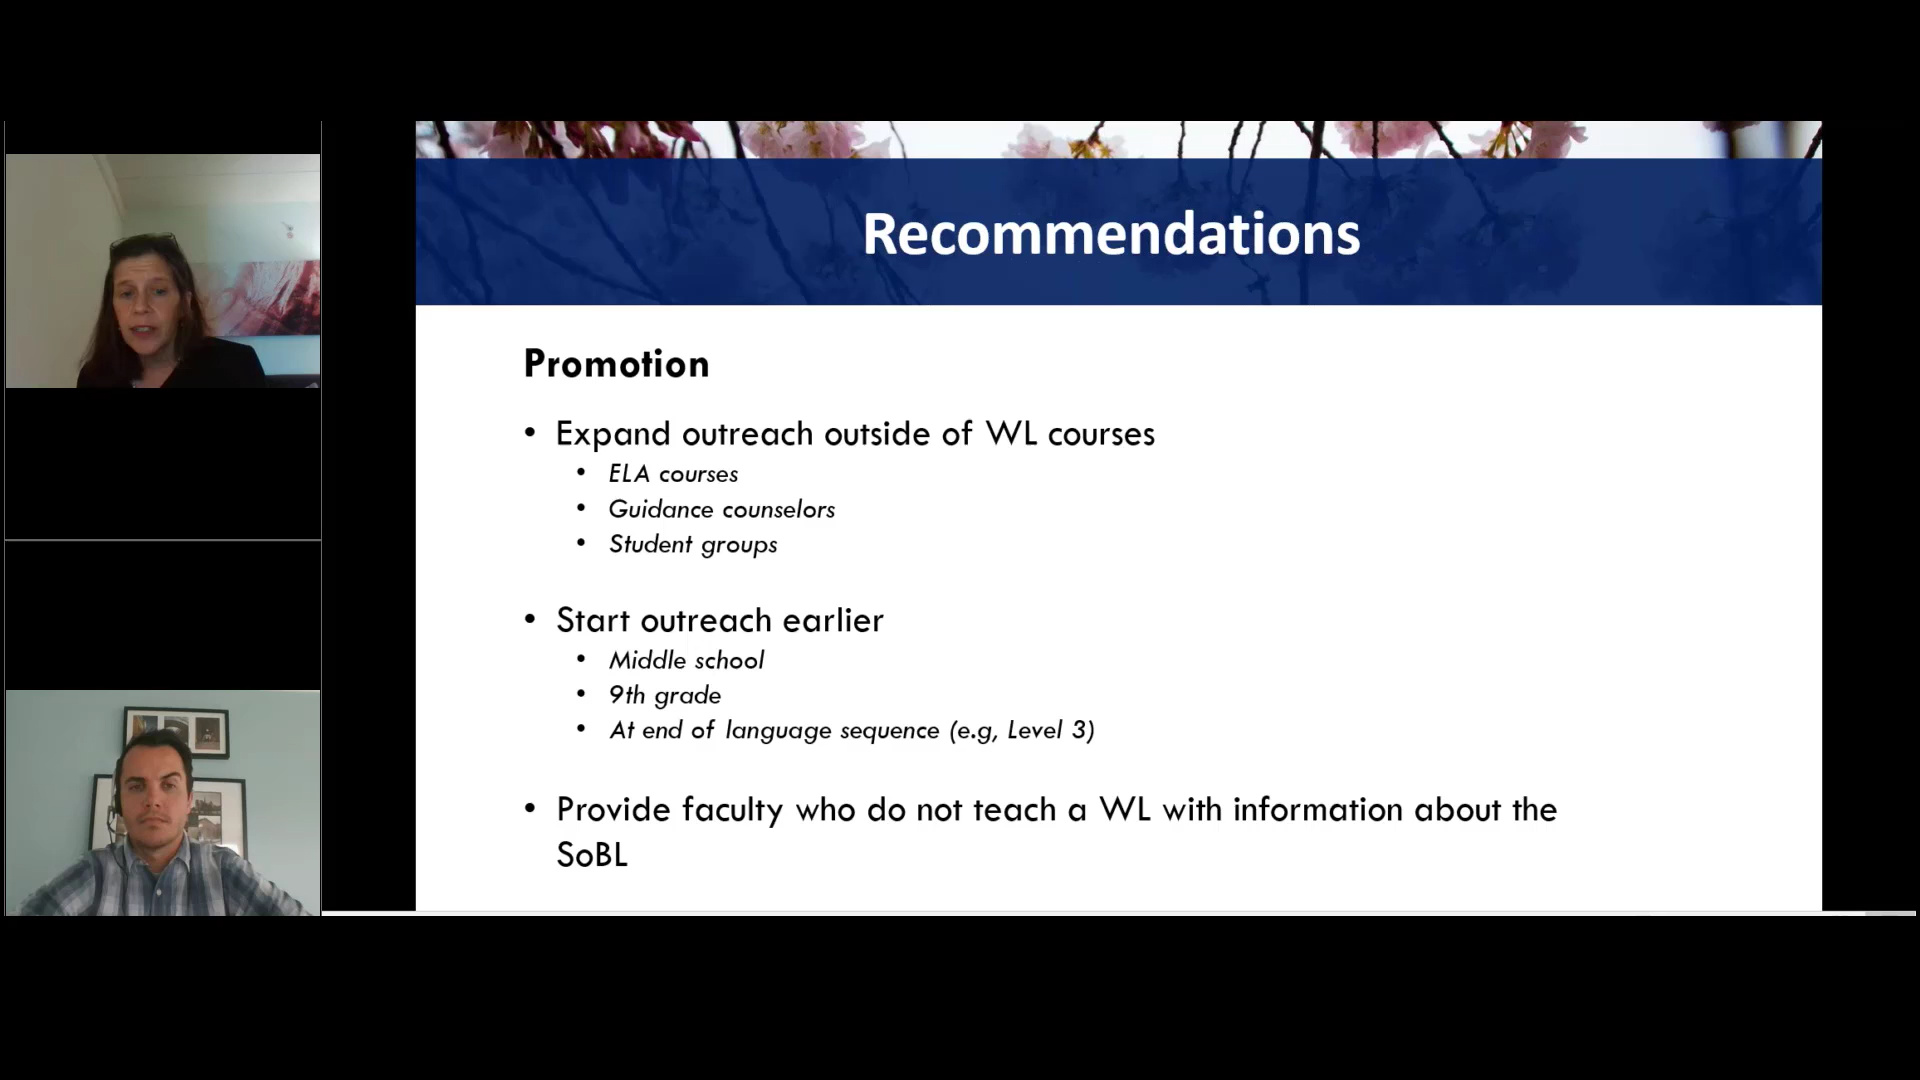 Recommendations
Promotion
• Expand outreach outside of WL courses
• ELA courses
• Guidance counselors
• Student groups
• Start outreach earlier
• Middle school
• 9th grade
• At end of language sequence (e.g, Level 3)
• Provide faculty who do not teach a WL with information about the
SoBL